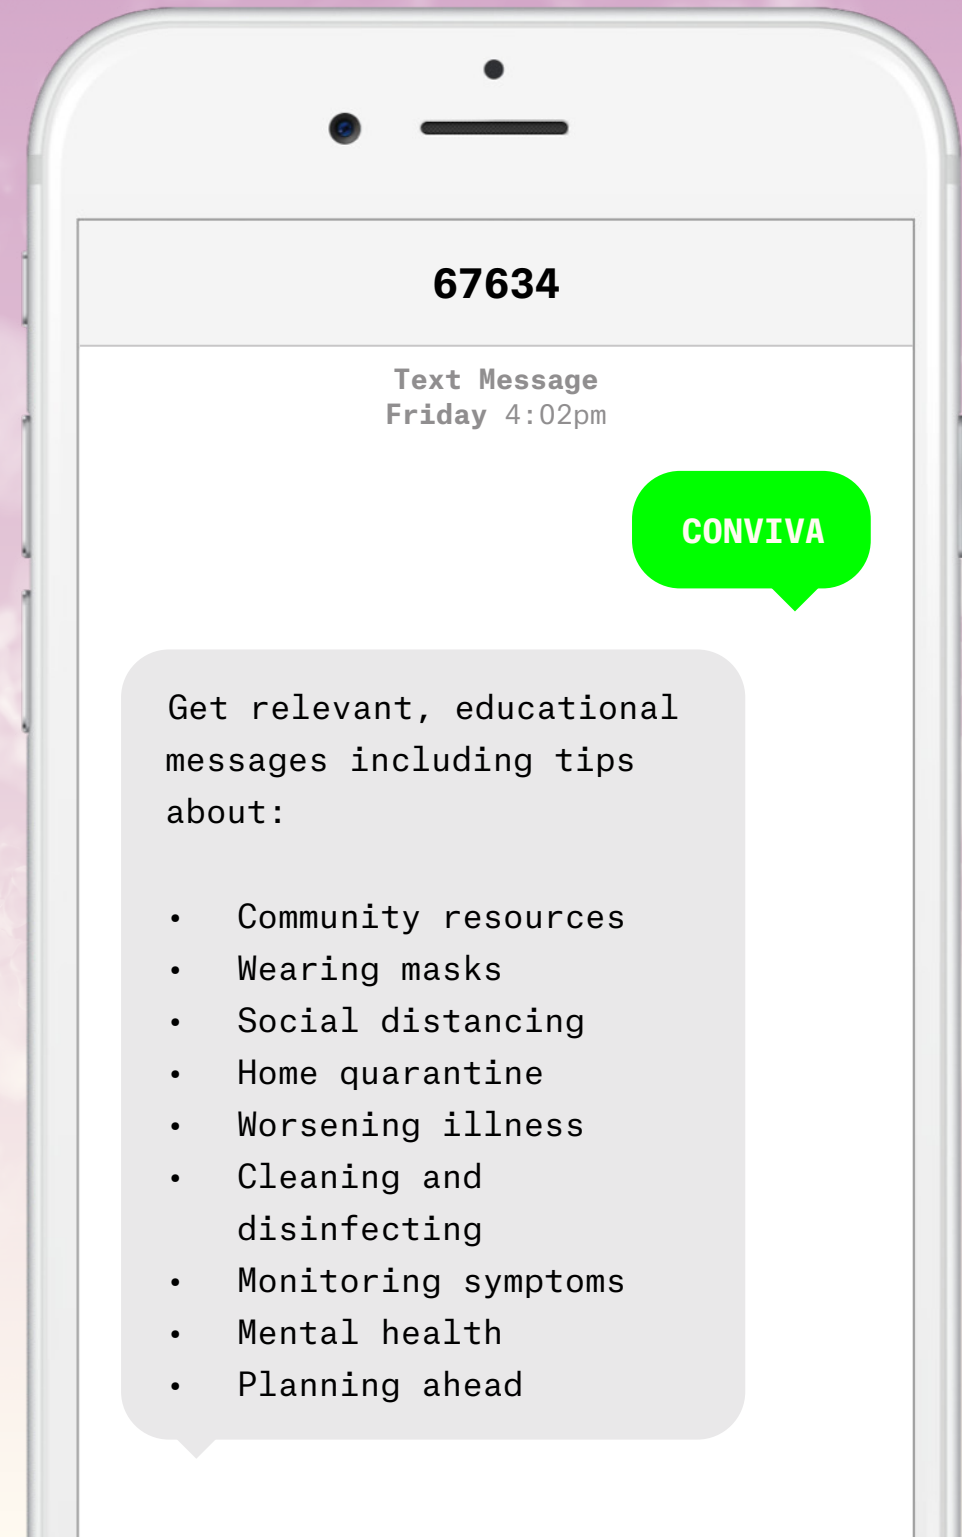 67634
Text Message
Friday 4:02pm
CONVIVA
Get relevant, educational
messages including tips
about:
• Community resources
• Wearing masks
• Social distancing
• Home quarantine
• Worsening illness
• Cleaning and
disinfecting
• Monitoring symptoms
• Mental health
• Planning ahead